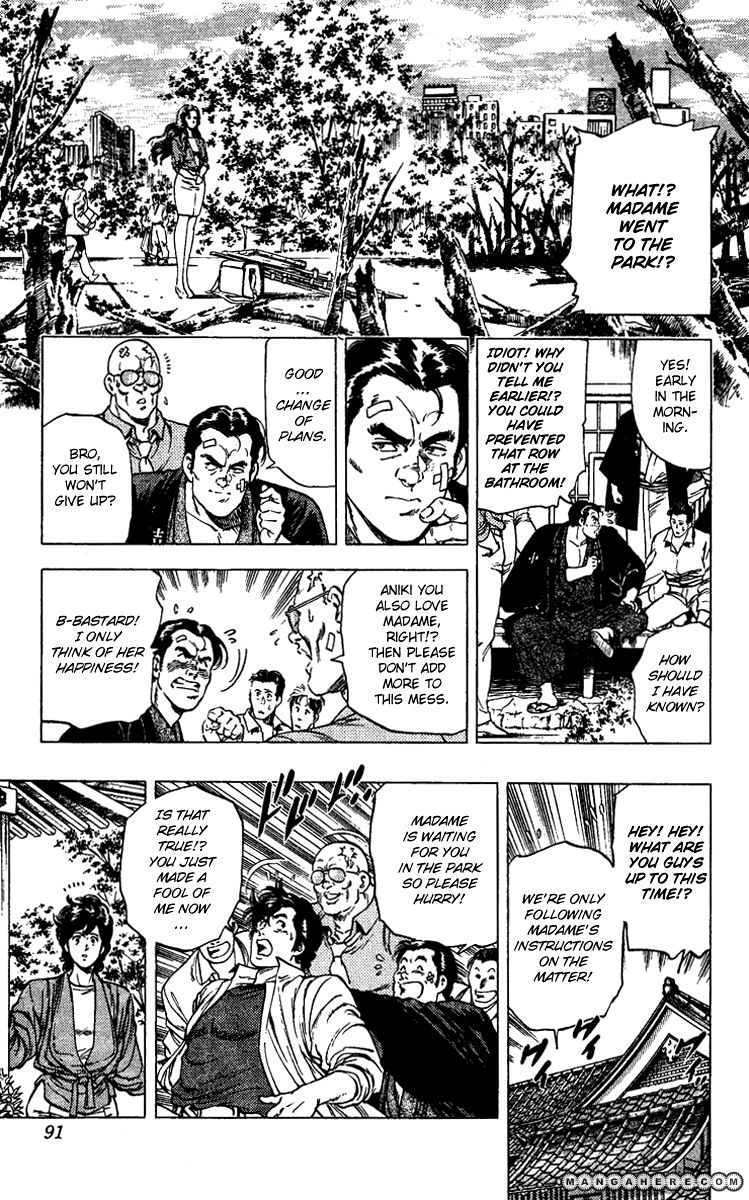 WHAT!?
MADAME
WENT
TO THE
PARK!?
YES!
EARLY
IN THE
MORN-
ING.
IDIOT! WHY
DIDN'T YOU
TELL ME
EARLIER!?
YOU COULD
HAVE
PREVENTED
THAT ROW
AT THE
BATHROOM!
HOW
SHOULD
I HAVE
KNOWN?
GOOD
...
CHANGE
OF
PLANS.
BRO,
YOU STILL
WON'T
GIVE UP?
ANIKI YOU
ALSO LOVE
MADAME,
RIGHT!?
THEN PLEASE
DON'T ADD
MORE TO
THIS MESS.
B-BASTARD!
I ONLY
THINK OF HER
HAPPINESS!
HEY! HEY!
WHAT ARE
YOU GUYS
UP TO THIS
TIME!?
WE'RE ONLY
FOLLOWING
MADAME'S
INSTRUCTIONS
ON THE
MATTER!
MADAME
IS WAITING
FOR YOU
IN THE PARK
SO PLEASE
HURRY!
IS THAT
REALLY
TRUE!?
YOU JUST
MADE A
FOOL OF
ME NOW
...
ドドド
91
MANGAHERE.COM